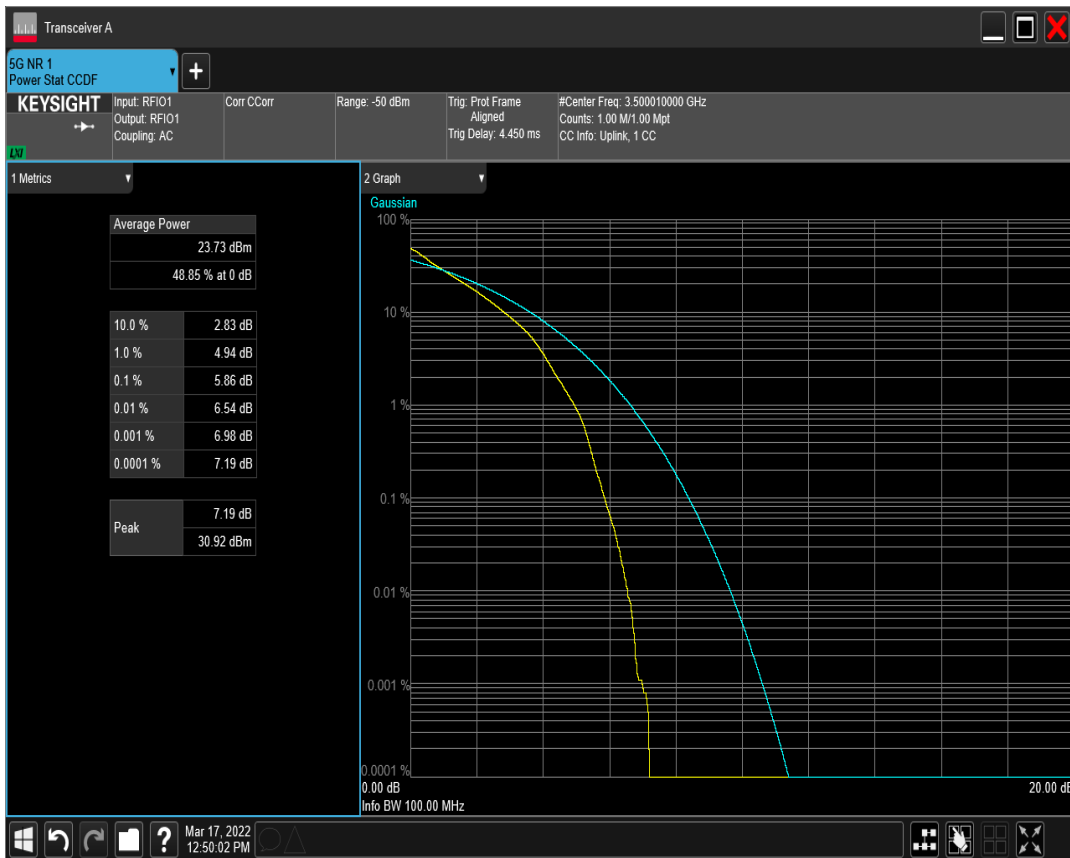 Transceiver A
5G NR 1
Power Stat CCDF
KEYSIGHT
LXI
Input: RFIO1
Output: RFIO1
Coupling: AC
Corr CCorr
Range: -50 dBm
Trig: Prot Frame
Aligned
Trig Delay: 4.450 ms
#Center Freq: 3.500010000 GHz
Counts: 1.00 M/1.00 Mpt
CC Info: Uplink, 1 CC
1 Metrics
Average Power
23.73 dBm
48.85 % at 0 dB
10.0 % 2.83 dB
1.0 % 4.94 dB
0.1 % 5.86 dB
0.01 % 6.54 dB
0.001 % 6.98 dB
0.0001 % 7.19 dB
Peak
7.19 dB
30.92 dBm
2 Graph
Gaussian
100 %
10 %
1 %
0.1 %
0.01 %
0.001 %
0.0001 %
0.00 dB 20.00 dB
Info BW 100.00 MHz
?
Mar 17, 2022
12:50:02 PM